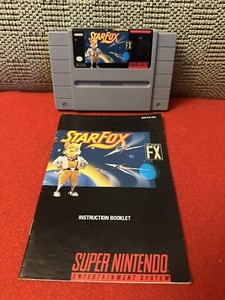 STARFOX
FX
STARFOX
FX
INSTRUCTION BOOKLET
SUPER NINTENDO
ENTERTAINMENT SYSTEM